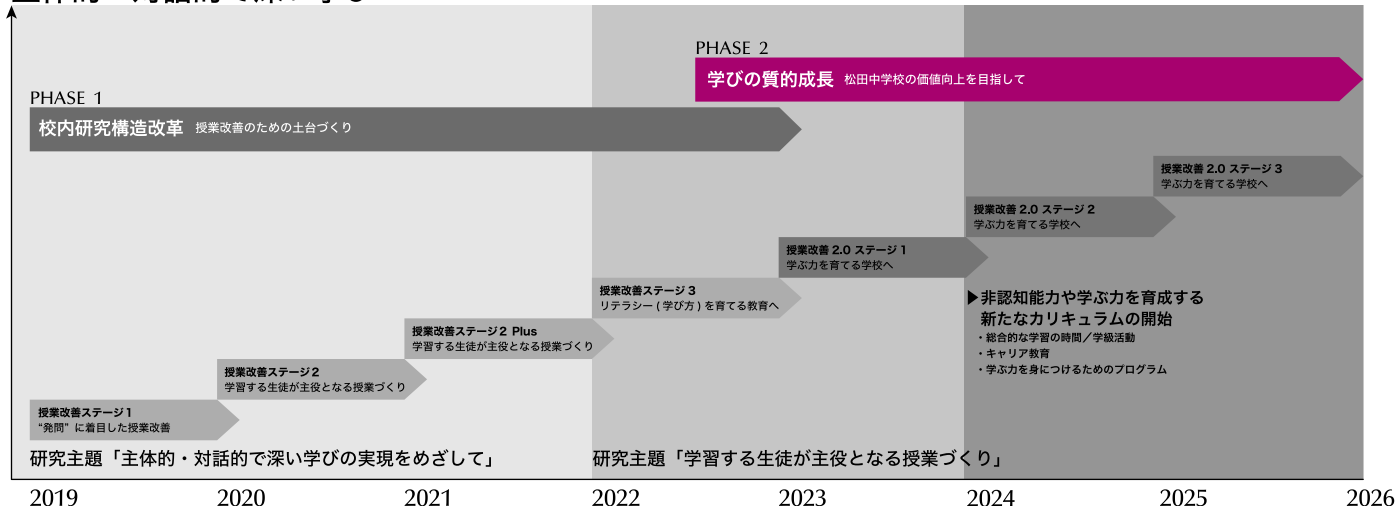 PHASE 2
学びの質的成長 松田中学校の価値向上を目指して
PHASE 1
校内研究構造改革 授業改善のための土台づくり
授業改善 2.0 ステージ 3
学ぶ力を育てる学校へ
授業改善 2.0 ステージ 2
学ぶ力を育てる学校へ
授業改善 2.0 ステージ 1
学ぶ力を育てる学校へ
授業改善ステージ 3
リテラシー ( 学び方 ) を育てる教育へ
授業改善ステージ 2 Plus
学習する生徒が主役となる授業づくり
授業改善ステージ 2
学習する生徒が主役となる授業づくり
授業改善ステージ 1
“発問” に着目した授業改善
▶非認知能力や学ぶ力を育成する
新たなカリキュラムの開始
・総合的な学習の時間／学級活動
・キャリア教育
・学ぶ力を身につけるためのプログラム
研究主題「主体的・対話的で深い学びの実現をめざして」
研究主題「学習する生徒が主役となる授業づくり」
2019 2020 2021 2022 2023 2024 2025 2026